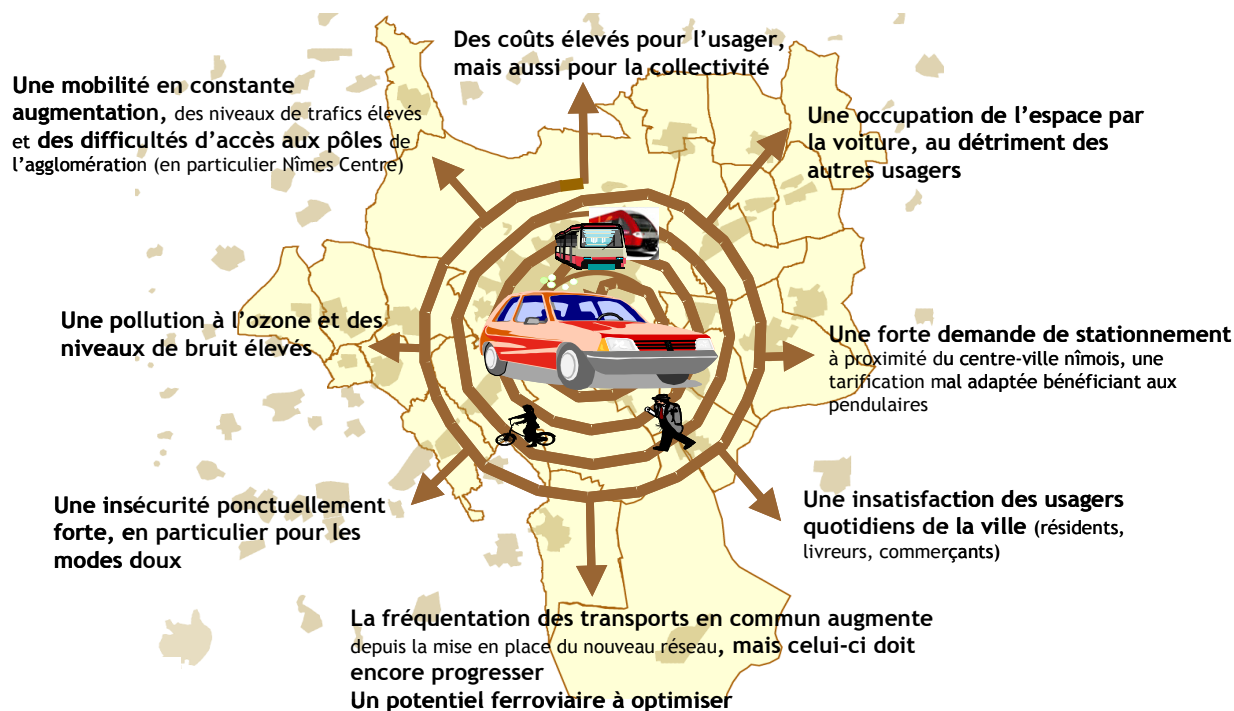 Des coûts élevés pour l'usager,
mais aussi pour la collectivité
Une mobilité en constante
augmentation, des niveaux de trafics élevés
et des difficultés d'accès aux pôles de
l'agglomération (en particulier Nîmes Centre)
Une occupation de l'espace par
la voiture, au détriment des
autres usagers
Une pollution à l'ozone et des
niveaux de bruit élevés
Une forte demande de stationnement
à proximité du centre-ville nîmois, une
tarification mal adaptée bénéficiant aux
pendulaires
Une insécurité ponctuellement
forte, en particulier pour les
modes doux
Une insatisfaction des usagers
quotidiens de la ville (résidents,
livreurs, commerçants)
La fréquentation des transports en commun augmente
depuis la mise en place du nouveau réseau, mais celui-ci doit
encore progresser
Un potentiel ferroviaire à optimiser